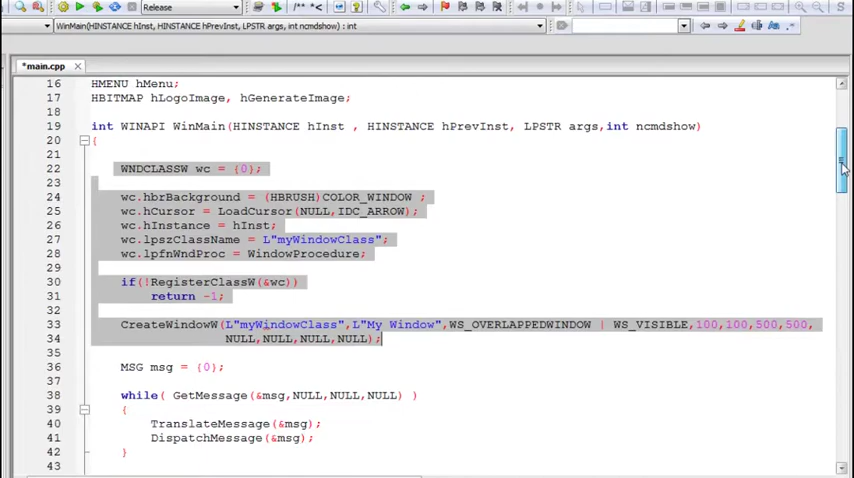 Release
/** *<
WinMain(HINSTANCE hInst, HINSTANCE hPrevInst, LPSTR args, int ncmdshow) : int
*main.cpp
16 HMENU hMenu;
17 HBITMAP hLogoImage, hGenerateImage;
18
19 int WINAPI WinMain(HINSTANCE hInst , HINSTANCE hPrevInst, LPSTR args,int ncmdshow)
20 {
21
22 WNDCLASSW wc = {0};
23
24 wc.hbrBackground = (HBRUSH)COLOR_WINDOW ;
25 wc.hCursor = LoadCursor(NULL,IDC_ARROW);
26 wc.hInstance = hInst;
27 wc.lpszClassName = L"myWindowClass";
28 wc.lpfnWndProc = WindowProcedure;
29
30 if(!RegisterClassW(&wc))
31 return -1;
32
33 CreateWindowW(L"myWindowClass",L"My Window",WS_OVERLAPPEDWINDOW | WS_VISIBLE,100,100,500,500,
34 NULL,NULL,NULL,NULL);
35
36 MSG msg = {0};
37
38 while( GetMessage(&msg,NULL,NULL,NULL) )
39 {
40 TranslateMessage(&msg);
41 DispatchMessage(&msg);
42 }
43